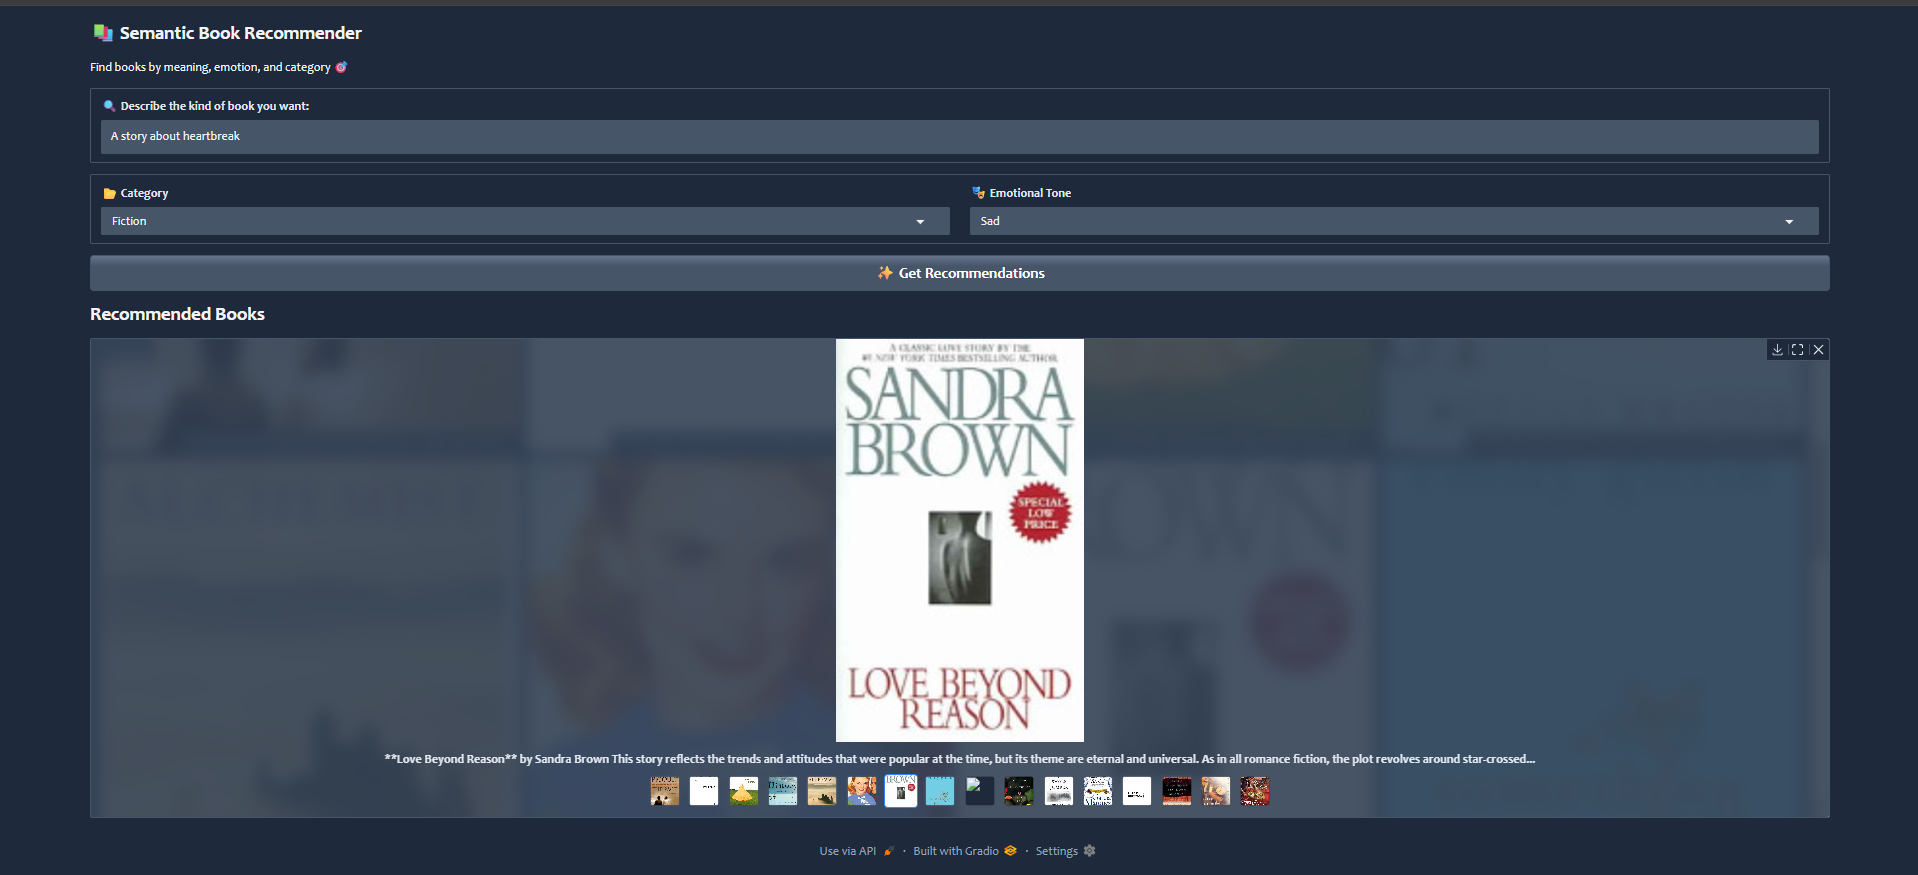 Semantic Book Recommender
Find books by meaning, emotion, and category
Describe the kind of book you want:
A story about heartbreak
Category
Emotional Tone
Fiction
Sad
Get Recommendations
Recommended Books
A CLASSIC LOVE STORY BY THE
#1 NEW YORK TIMES BESTSELLING AUTHOR
SANDRA
BROWN
SPECIAL
LOW
PRICE
LOVE BEYOND
REASON
**Love Beyond Reason** by Sandra Brown This story reflects the trends and attitudes that were popular at the time, but its theme are eternal and universal. As in all romance fiction, the plot revolves around star-crossed...
BROWN
Use via API · Built with Gradio · Settings